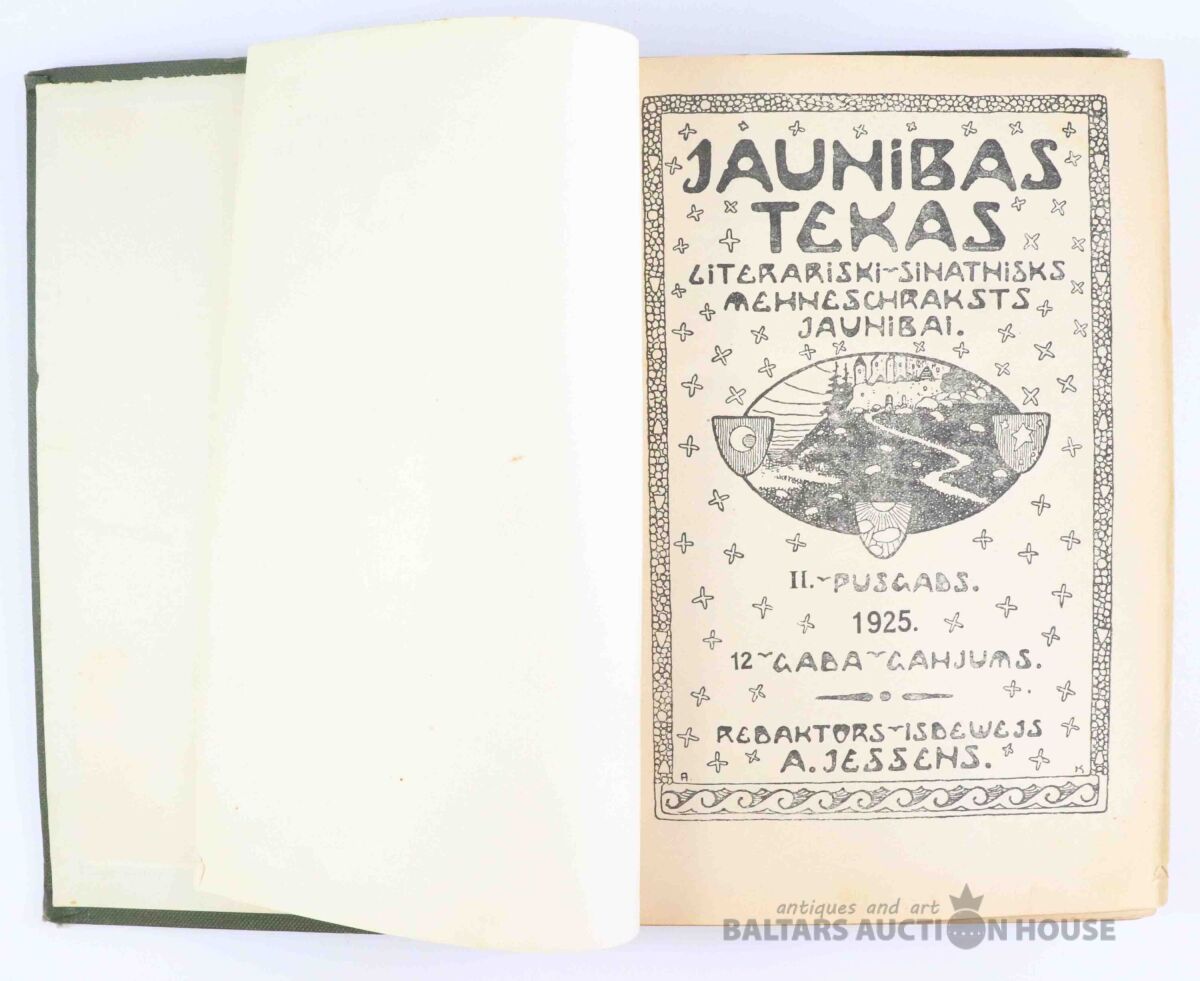 JAUNiBAS
TEKAS
LiTERARiSKi-SiNATNiSKS
MEHNESCHRAKSTS
JAUNiBAi.
II.-PUSGADS.
1925.
12-GADA-GAHJUMS.
REDAKTORS-ISDEWEJS
A. JESSENS.
A. K
antiques and art
BALTARS AUCTION HOUSE